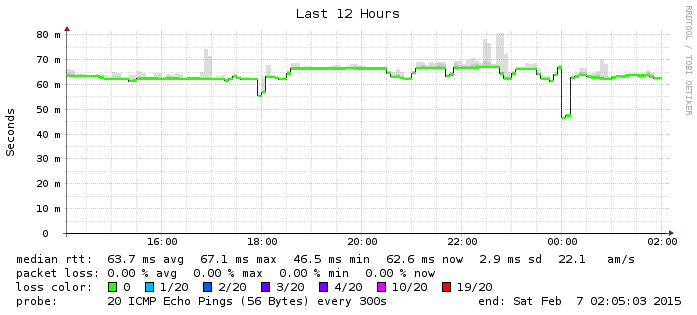 Last 12 Hours
RRDTOOL / TOBI OETIKER
Seconds
80 m
70 m
60 m
50 m
40 m
30 m
20 m
10 m
0
16:00 18:00 20:00 22:00 00:00 02:00
median rtt: 63.7 ms avg 67.1 ms max 46.5 ms min 62.6 ms now 2.9 ms sd 22.1 am/s
packet loss: 0.00 % avg 0.00 % max 0.00 % min 0.00 % now
loss color: 0 1/20 2/20 3/20 4/20 10/20 19/20
probe: 20 ICMP Echo Pings (56 Bytes) every 300s end: Sat Feb 7 02:05:03 2015